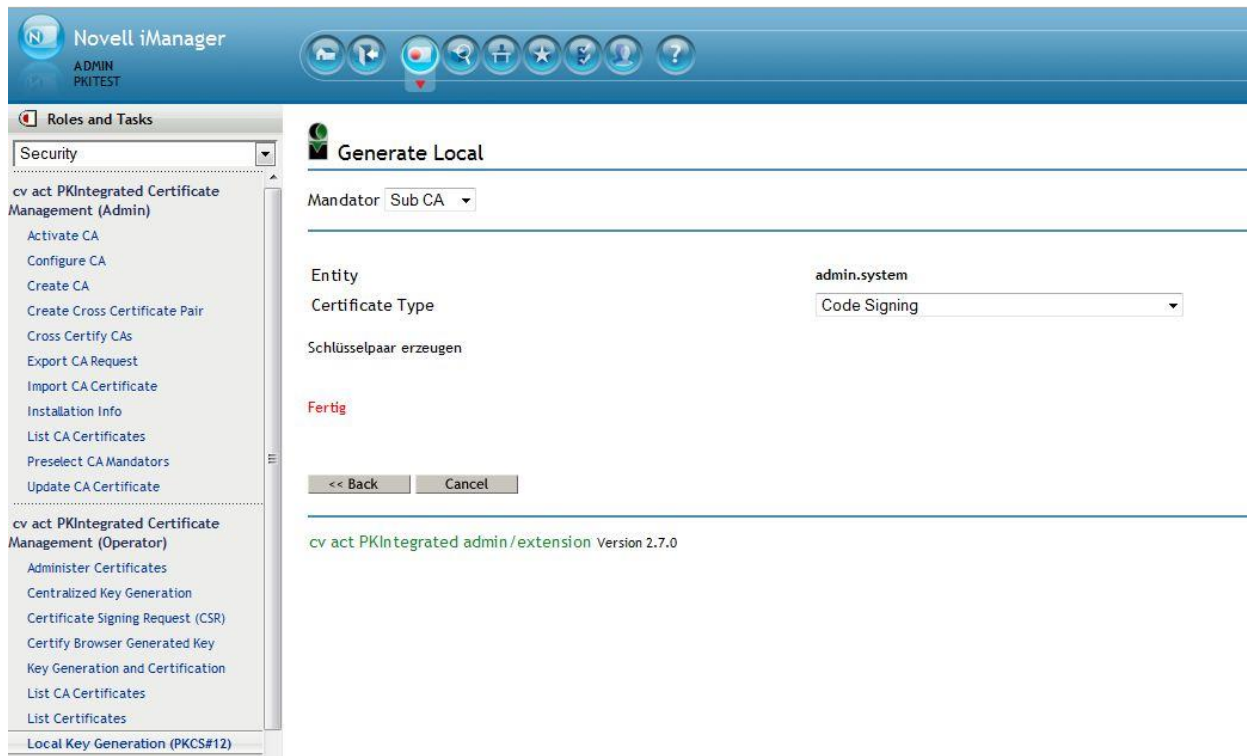 Novell iManager
ADMIN
PKITEST
Roles and Tasks
Security
cv act PKIntegrated Certificate
Management (Admin)
Activate CA
Configure CA
Create CA
Create Cross Certificate Pair
Cross Certify CAs
Export CA Request
Import CA Certificate
Installation Info
List CA Certificates
Preselect CA Mandators
Update CA Certificate
cv act PKIntegrated Certificate
Management (Operator)
Administer Certificates
Centralized Key Generation
Certificate Signing Request (CSR)
Certify Browser Generated Key
Key Generation and Certification
List CA Certificates
List Certificates
Local Key Generation (PKCS#12)
Generate Local
Mandator Sub CA
Entity admin.system
Certificate Type Code Signing
Schlüsselpaar erzeugen
Fertig
<< Back Cancel
cv act PKIntegrated admin/extension Version 2.7.0